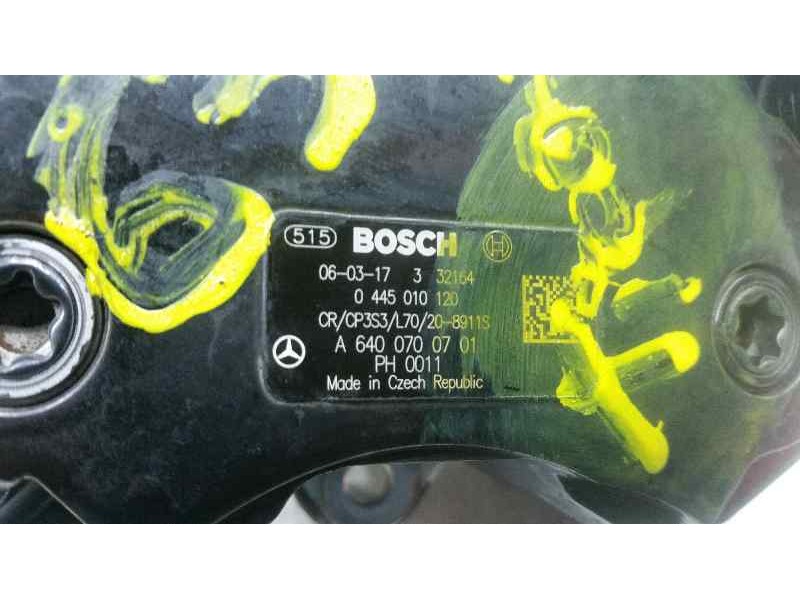 515 BOSCH
06-03-17 3 32164
0 445 010 120
CR/CP3S3/L70/20-8911S
A 640 070 07 01
PH 0011
Made in Czech Republic